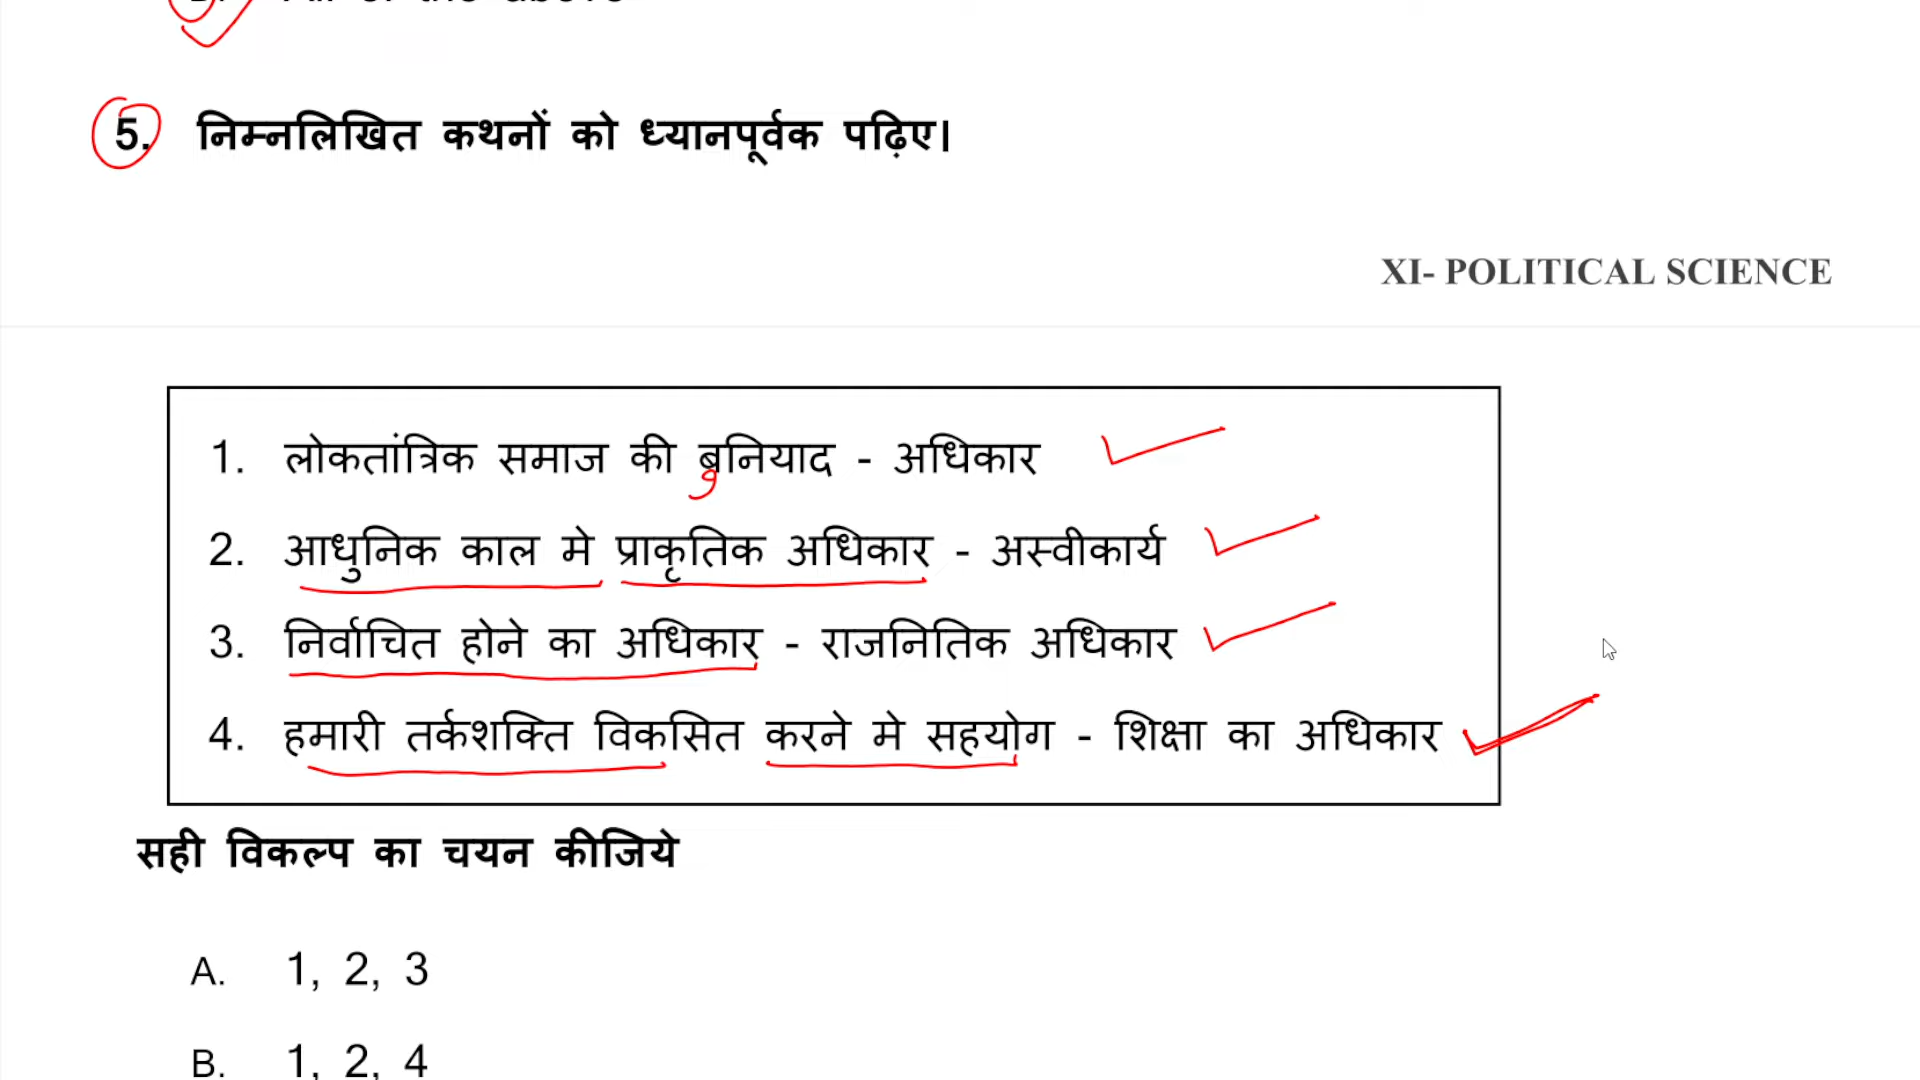 5. निम्नलिखित कथनों को ध्यानपूर्वक पढ़िए।
XI- POLITICAL SCIENCE
1. लोकतांत्रिक समाज की बुनियाद - अधिकार
2. आधुनिक काल मे प्राकृतिक अधिकार - अस्वीकार्य
3. निर्वाचित होने का अधिकार - राजनितिक अधिकार
4. हमारी तर्कशक्ति विकसित करने मे सहयोग - शिक्षा का अधिकार
सही विकल्प का चयन कीजिये
A. 1, 2, 3
B. 1, 2, 4